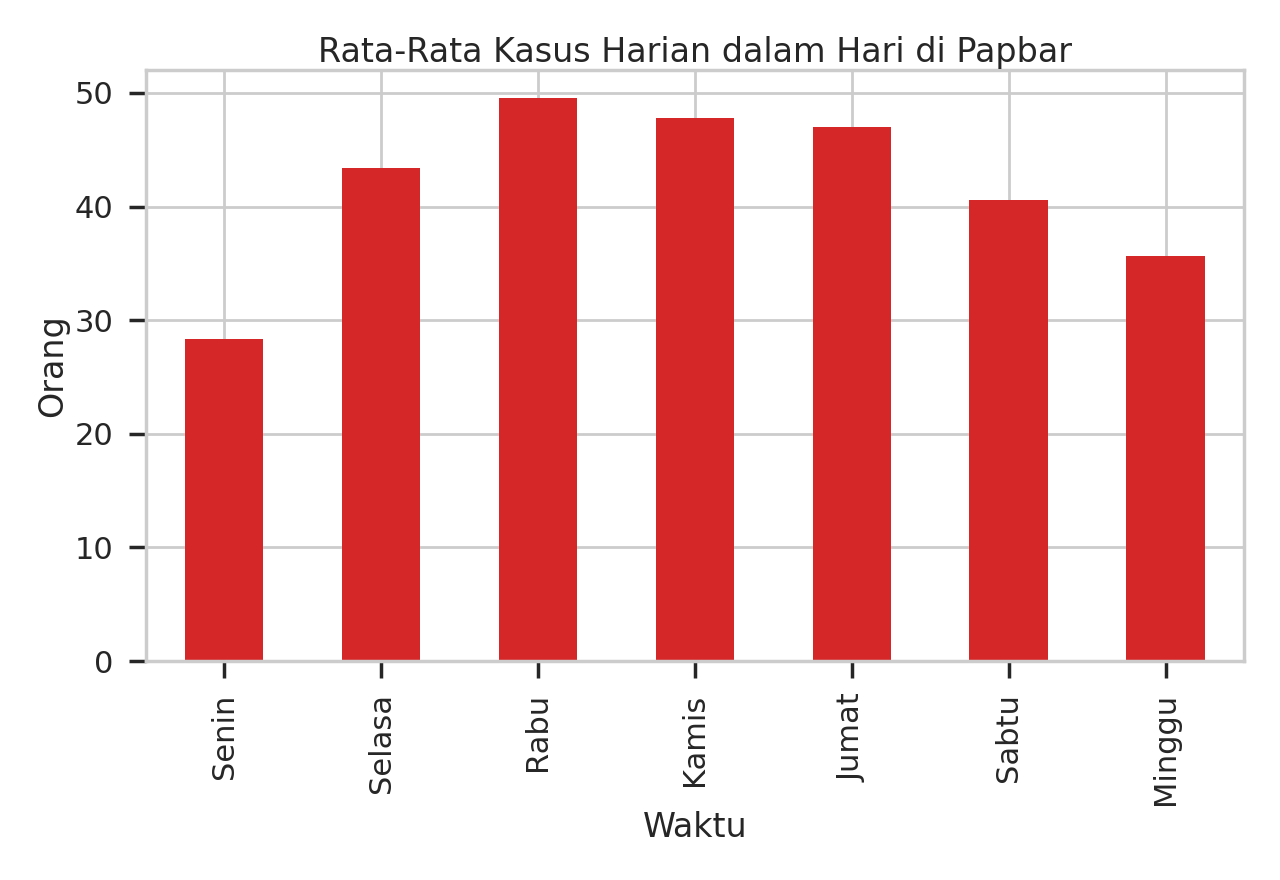 Rata-Rata Kasus Harian dalam Hari di Papbar
50
40
30
20
10
0
Orang
Senin
Selasa
Rabu
Kamis
Jumat
Sabtu
Minggu
Waktu